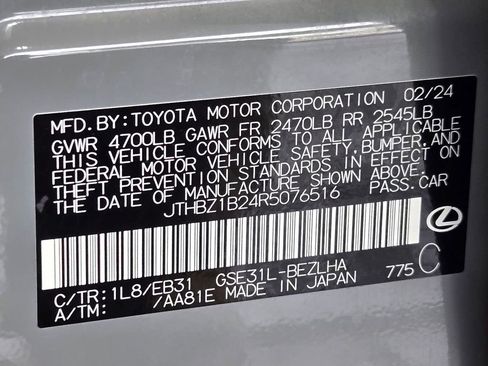 MFD.BY:TOYOTA MOTOR CORPORATION 02/24
GVWR 4700LB GAWR FR 2470LB RR 2545LB
THIS VEHICLE CONFORMS TO ALL APPLICABLE
FEDERAL MOTOR VEHICLE SAFETY,BUMPER,AND
THEFT PREVENTION STANDARDS IN EFFECT ON
THE DATE OF MANUFACTURE SHOWN ABOVE.
JTHBZ1B24R5076516 PASS.CAR
C/TR:1L8/EB31 GSE31L-BEZLHA
A/TM: /AA81E MADE IN JAPAN 775 C